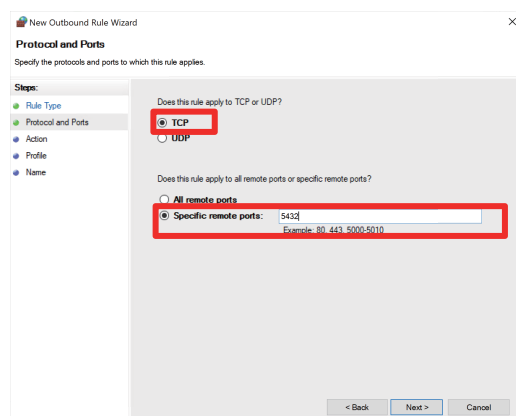 New Outbound Rule Wizard
Protocol and Ports
Specify the protocols and ports to which this rule applies.
Steps:
Rule Type
Protocol and Ports
Action
Profile
Name
Does this rule apply to TCP or UDP?
TCP
UDP
Does this rule apply to all remote ports or specific remote ports?
All remote ports
Specific remote ports: 5432
Example: 80, 443, 5000-5010
< Back Next > Cancel